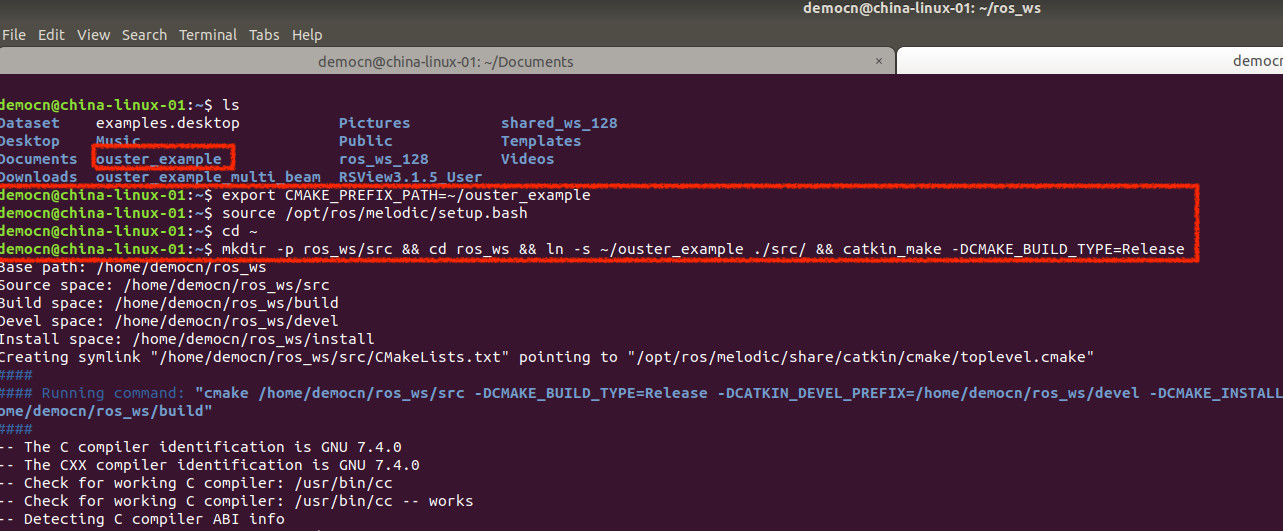 democn@china-linux-01: ~/ros_ws
File Edit View Search Terminal Tabs Help
democn@china-linux-01: ~/Documents × democn
democn@china-linux-01:~$ ls
Dataset examples.desktop Pictures shared_ws_128
Desktop Music Public Templates
Documents ouster_example ros_ws_128 Videos
Downloads ouster_example_multi_beam RSView3.1.5_User
democn@china-linux-01:~$ export CMAKE_PREFIX_PATH=~/ouster_example
democn@china-linux-01:~$ source /opt/ros/melodic/setup.bash
democn@china-linux-01:~$ cd ~
democn@china-linux-01:~$ mkdir -p ros_ws/src && cd ros_ws && ln -s ~/ouster_example ./src/ && catkin_make -DCMAKE_BUILD_TYPE=Release
Base path: /home/democn/ros_ws
Source space: /home/democn/ros_ws/src
Build space: /home/democn/ros_ws/build
Devel space: /home/democn/ros_ws/devel
Install space: /home/democn/ros_ws/install
Creating symlink "/home/democn/ros_ws/src/CMakeLists.txt" pointing to "/opt/ros/melodic/share/catkin/cmake/toplevel.cmake"
####
#### Running command: "cmake /home/democn/ros_ws/src -DCMAKE_BUILD_TYPE=Release -DCATKIN_DEVEL_PREFIX=/home/democn/ros_ws/devel -DCMAKE_INSTALL
ome/democn/ros_ws/build"
####
-- The C compiler identification is GNU 7.4.0
-- The CXX compiler identification is GNU 7.4.0
-- Check for working C compiler: /usr/bin/cc
-- Check for working C compiler: /usr/bin/cc -- works
-- Detecting C compiler ABI info